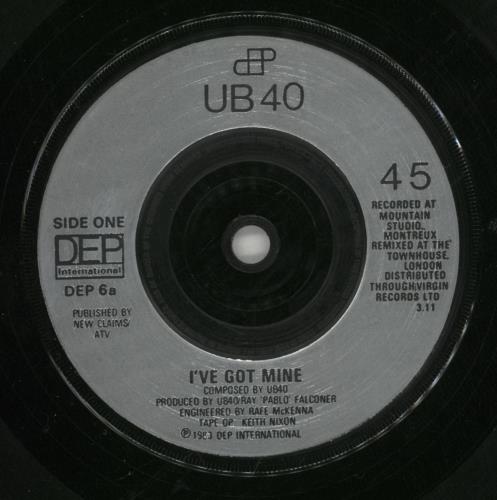 dEP
UB40
45
SIDE ONE
DEP
International
DEP 6a
PUBLISHED BY
NEW CLAIMS/
ATV
RECORDED AT
MOUNTAIN
STUDIO,
MONTREUX
REMIXED AT THE
TOWNHOUSE,
LONDON
DISTRIBUTED
THROUGH VIRGIN
RECORDS LTD
3.11
I'VE GOT MINE
COMPOSED BY UB40
PRODUCED BY UB40/RAY 'PABLO' FALCONER
ENGINEERED BY RAFE McKENNA
TAPE OP. KEITH NIXON
℗ 1983 DEP INTERNATIONAL